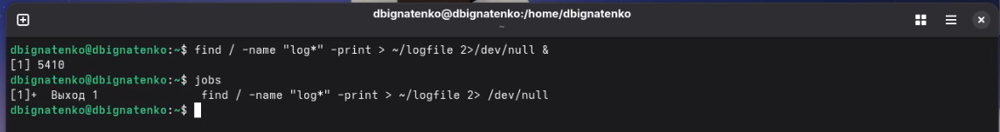 dbignatenko@dbignatenko:/home/dbignatenko
~
dbignatenko@dbignatenko:~$ find / -name "log*" -print > ~/logfile 2>/dev/null &
[1] 5410
dbignatenko@dbignatenko:~$ jobs
[1]+  Выход 1              find / -name "log*" -print > ~/logfile 2> /dev/null
dbignatenko@dbignatenko:~$